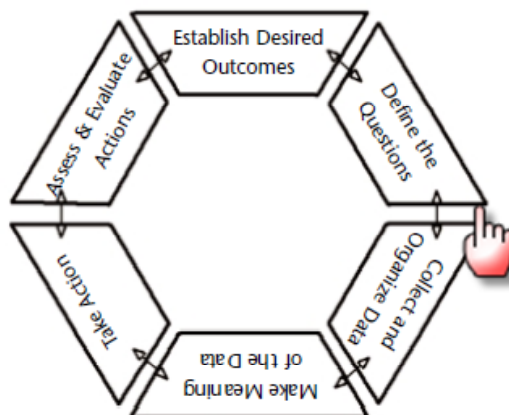 Establish Desired
Outcomes
Define the
Questions
Collect and
Organize Data
Make Meaning
of the Data
Take Action
Assess & Evaluate
Actions